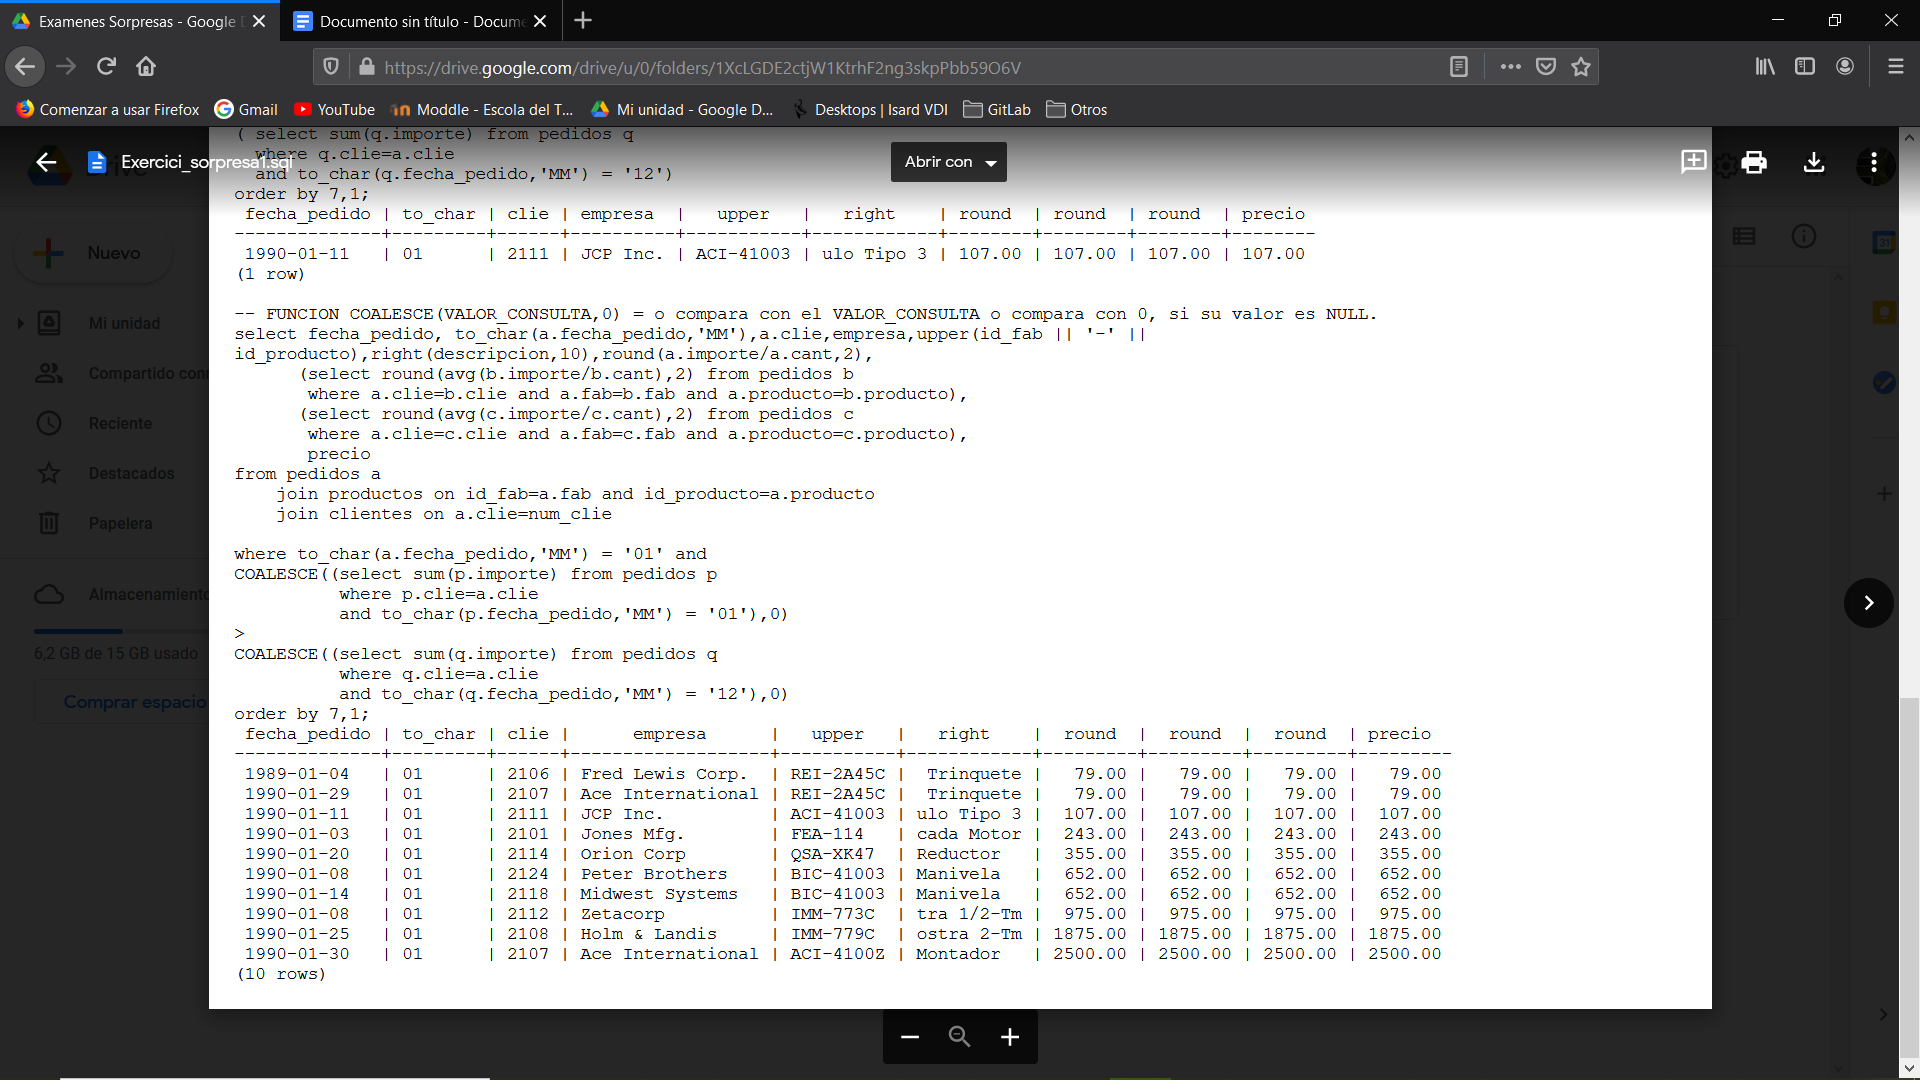 Examenes Sorpresas - Google D
Documento sin título - Docume
https://drive.google.com/drive/u/0/folders/1XcLGDE2ctjW1KtrhF2ng3skpPbb59O6V
Comenzar a usar Firefox
Gmail
YouTube
Moddle - Escola del T...
Mi unidad - Google D...
Desktops | Isard VDI
GitLab
Otros
Exercici_sorpresa1.sql
Abrir con
Nuevo
Mi unidad
Compartido con
Reciente
Destacados
Papelera
Almacenamiento
6,2 GB de 15 GB usado
Comprar espacio
( select sum(q.importe) from pedidos q
where q.clie=a.clie
and to_char(q.fecha_pedido,'MM') = '12')
order by 7,1;
fecha_pedido | to_char | clie | empresa | upper | right | round | round | round | precio
--------------+---------+------+----------+-----------+------------+--------+--------+--------+--------
1990-01-11 | 01 | 2111 | JCP Inc. | ACI-41003 | ulo Tipo 3 | 107.00 | 107.00 | 107.00 | 107.00
(1 row)
-- FUNCION COALESCE(VALOR_CONSULTA,0) = o compara con el VALOR_CONSULTA o compara con 0, si su valor es NULL.
select fecha_pedido, to_char(a.fecha_pedido,'MM'),a.clie,empresa,upper(id_fab || '-' ||
id_producto),right(descripcion,10),round(a.importe/a.cant,2),
(select round(avg(b.importe/b.cant),2) from pedidos b
where a.clie=b.clie and a.fab=b.fab and a.producto=b.producto),
(select round(avg(c.importe/c.cant),2) from pedidos c
where a.clie=c.clie and a.fab=c.fab and a.producto=c.producto),
precio
from pedidos a
join productos on id_fab=a.fab and id_producto=a.producto
join clientes on a.clie=num_clie
where to_char(a.fecha_pedido,'MM') = '01' and
COALESCE((select sum(p.importe) from pedidos p
where p.clie=a.clie
and to_char(p.fecha_pedido,'MM') = '01'),0)
>
COALESCE((select sum(q.importe) from pedidos q
where q.clie=a.clie
and to_char(q.fecha_pedido,'MM') = '12'),0)
order by 7,1;
fecha_pedido | to_char | clie | empresa | upper | right | round | round | round | precio
--------------+---------+------+-------------------+-----------+------------+---------+---------+---------+---------
1989-01-04 | 01 | 2106 | Fred Lewis Corp. | REI-2A45C | Trinquete | 79.00 | 79.00 | 79.00 | 79.00
1990-01-29 | 01 | 2107 | Ace International | REI-2A45C | Trinquete | 79.00 | 79.00 | 79.00 | 79.00
1990-01-11 | 01 | 2111 | JCP Inc. | ACI-41003 | ulo Tipo 3 | 107.00 | 107.00 | 107.00 | 107.00
1990-01-03 | 01 | 2101 | Jones Mfg. | FEA-114 | cada Motor | 243.00 | 243.00 | 243.00 | 243.00
1990-01-20 | 01 | 2114 | Orion Corp | QSA-XK47 | Reductor | 355.00 | 355.00 | 355.00 | 355.00
1990-01-08 | 01 | 2124 | Peter Brothers | BIC-41003 | Manivela | 652.00 | 652.00 | 652.00 | 652.00
1990-01-14 | 01 | 2118 | Midwest Systems | BIC-41003 | Manivela | 652.00 | 652.00 | 652.00 | 652.00
1990-01-08 | 01 | 2112 | Zetacorp | IMM-773C | tra 1/2-Tm | 975.00 | 975.00 | 975.00 | 975.00
1990-01-25 | 01 | 2108 | Holm & Landis | IMM-779C | ostra 2-Tm | 1875.00 | 1875.00 | 1875.00 | 1875.00
1990-01-30 | 01 | 2107 | Ace International | ACI-4100Z | Montador | 2500.00 | 2500.00 | 2500.00 | 2500.00
(10 rows)